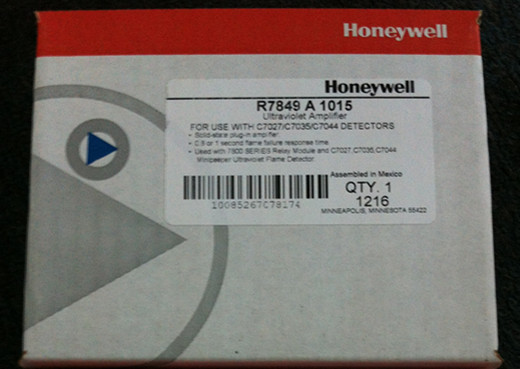 Honeywell
Honeywell
R7849 A 1015
Ultraviolet Amplifier
FOR USE WITH C7027/C7035/C7044 DETECTORS
• Solid-state plug-in amplifier.
• 0.8 or 1 second flame failure response time.
• Used with 7800 SERIES Relay Module and C7027,C7035,C7044
Minipeeper Ultraviolet Flame Detector.
Assembled in Mexico
QTY. 1
1216
10085267078174
MINNEAPOLIS, MINNESOTA 55422